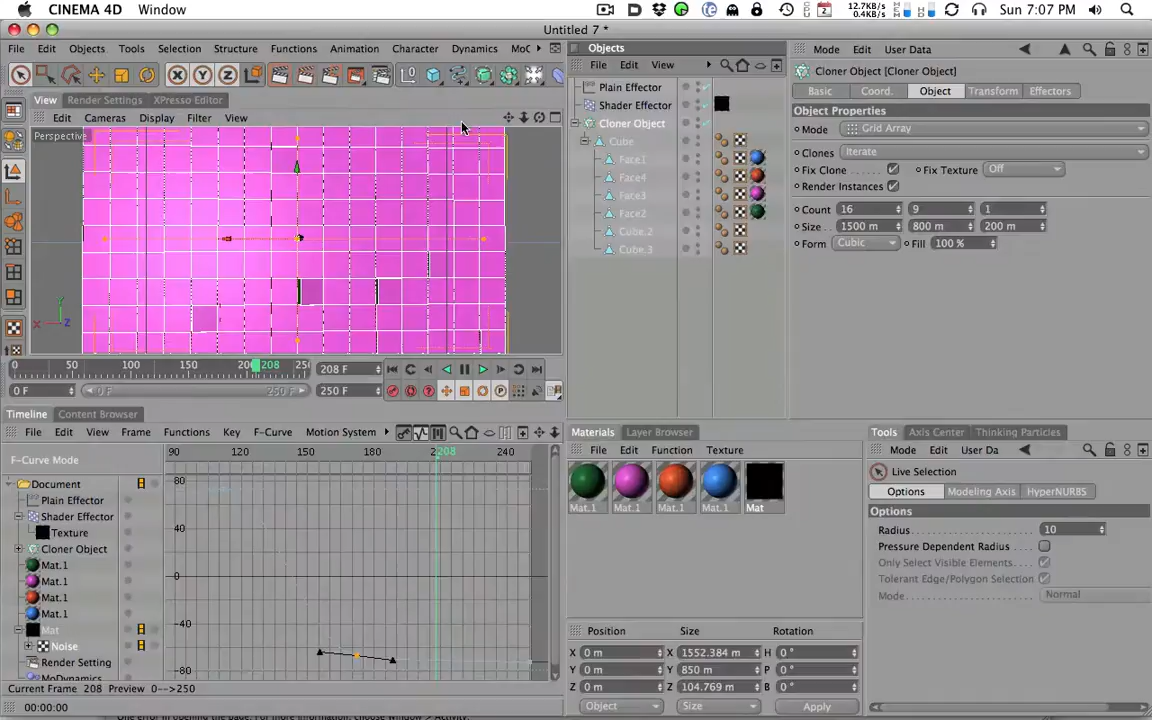 CINEMA 4D Window
12.7KB/s
0.4KB/s
Sun 7:07 PM
Untitled 7 *
File Edit Objects Tools Selection Structure Functions Animation Character Dynamics MoC
View Render Settings XPresso Editor
View Cameras Display Filter View
Perspective
0 50 100 150 200 208 25
208 F
0 F 0 F 250 F 250 F
Timeline Content Browser
File Edit View Frame Functions Key F-Curve Motion System
F-Curve Mode
90 120 150 180 208 240
80
40
0
-40
-80
Document
Plain Effector
Shader Effector
Texture
Cloner Object
Mat.1
Mat.1
Mat.1
Mat.1
Mat
Noise
Render Setting
MoDynamics
Current Frame 208 Preview 0-->250
00:00:00
Objects
File Edit View
Plain Effector
Shader Effector
Cloner Object
Cube
Face1
Face4
Face3
Face2
Cube.2
Cube.3
Mode Edit User Data
Cloner Object [Cloner Object]
Basic Coord. Object Transform Effectors
Object Properties
Mode Grid Array
Clones Iterate
Fix Clone Fix Texture Off
Render Instances
Count 16 9 1
Size 1500 m 800 m 200 m
Form Cubic Fill 100 %
Materials Layer Browser
File Edit Function Texture
Mat.1 Mat.1 Mat.1 Mat.1 Mat
Position Size Rotation
X 0 m X 1552.384 m H 0 °
Y 0 m Y 850 m P 0 °
Z 0 m Z 104.769 m B 0 °
Object Size Apply
Tools Axis Center Thinking Particles
Mode Edit User Da
Live Selection
Options Modeling Axis HyperNURBS
Options
Radius 10
Pressure Dependent Radius
Only Select Visible Elements
Tolerant Edge/Polygon Selection
Mode Normal